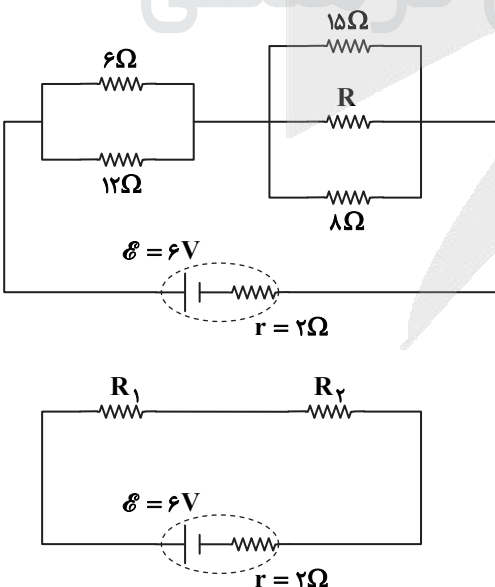 ۱۵Ω
۶Ω
R
۱۲Ω
۸Ω
ℰ = ۶V
r = ۲Ω
R۱
R۲
ℰ = ۶V
r = ۲Ω